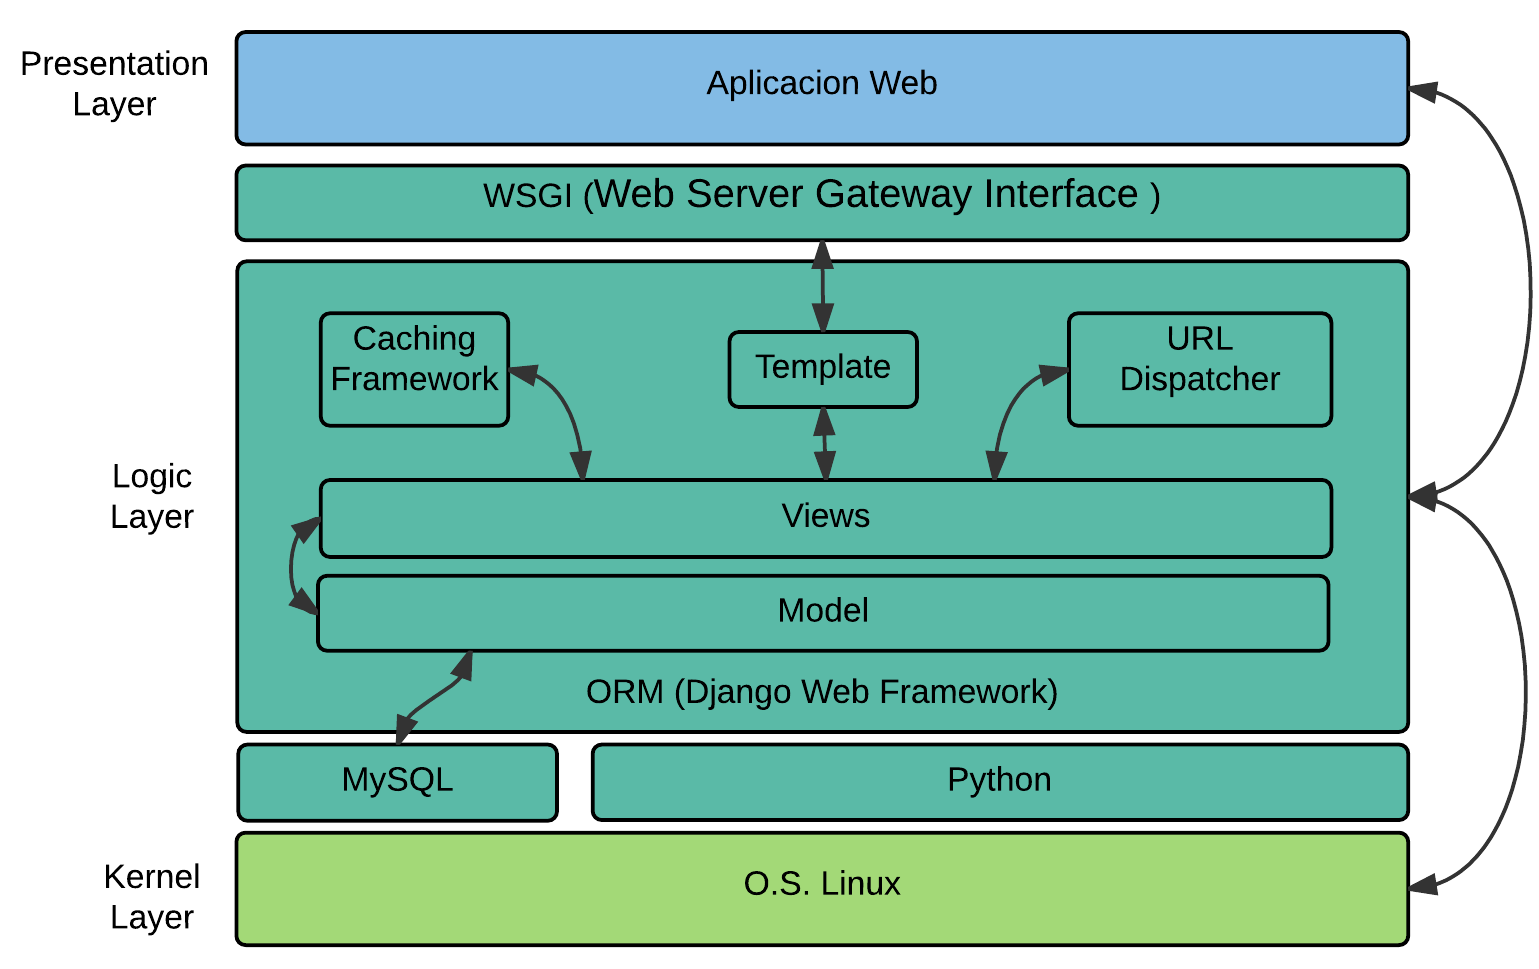 Presentation
Layer
Aplicacion Web
WSGI (Web Server Gateway Interface )
Caching
Framework
Template
URL
Dispatcher
Logic
Layer
Views
Model
ORM (Django Web Framework)
MySQL
Python
Kernel
Layer
O.S. Linux